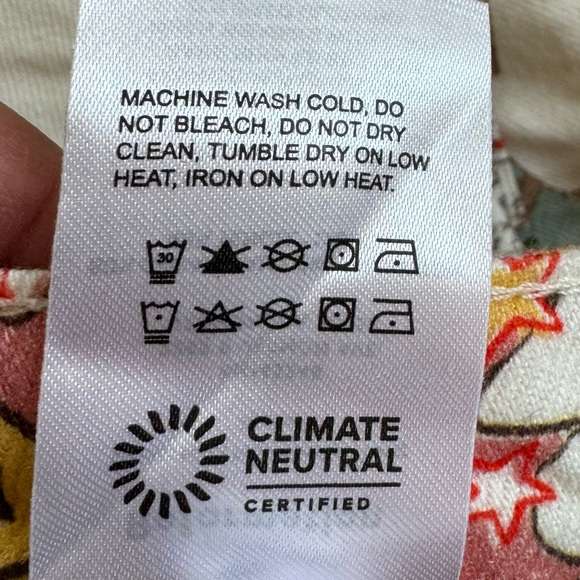 MACHINE WASH COLD, DO
NOT BLEACH, DO NOT DRY
CLEAN, TUMBLE DRY ON LOW
HEAT, IRON ON LOW HEAT.
30
CLIMATE
NEUTRAL
CERTIFIED